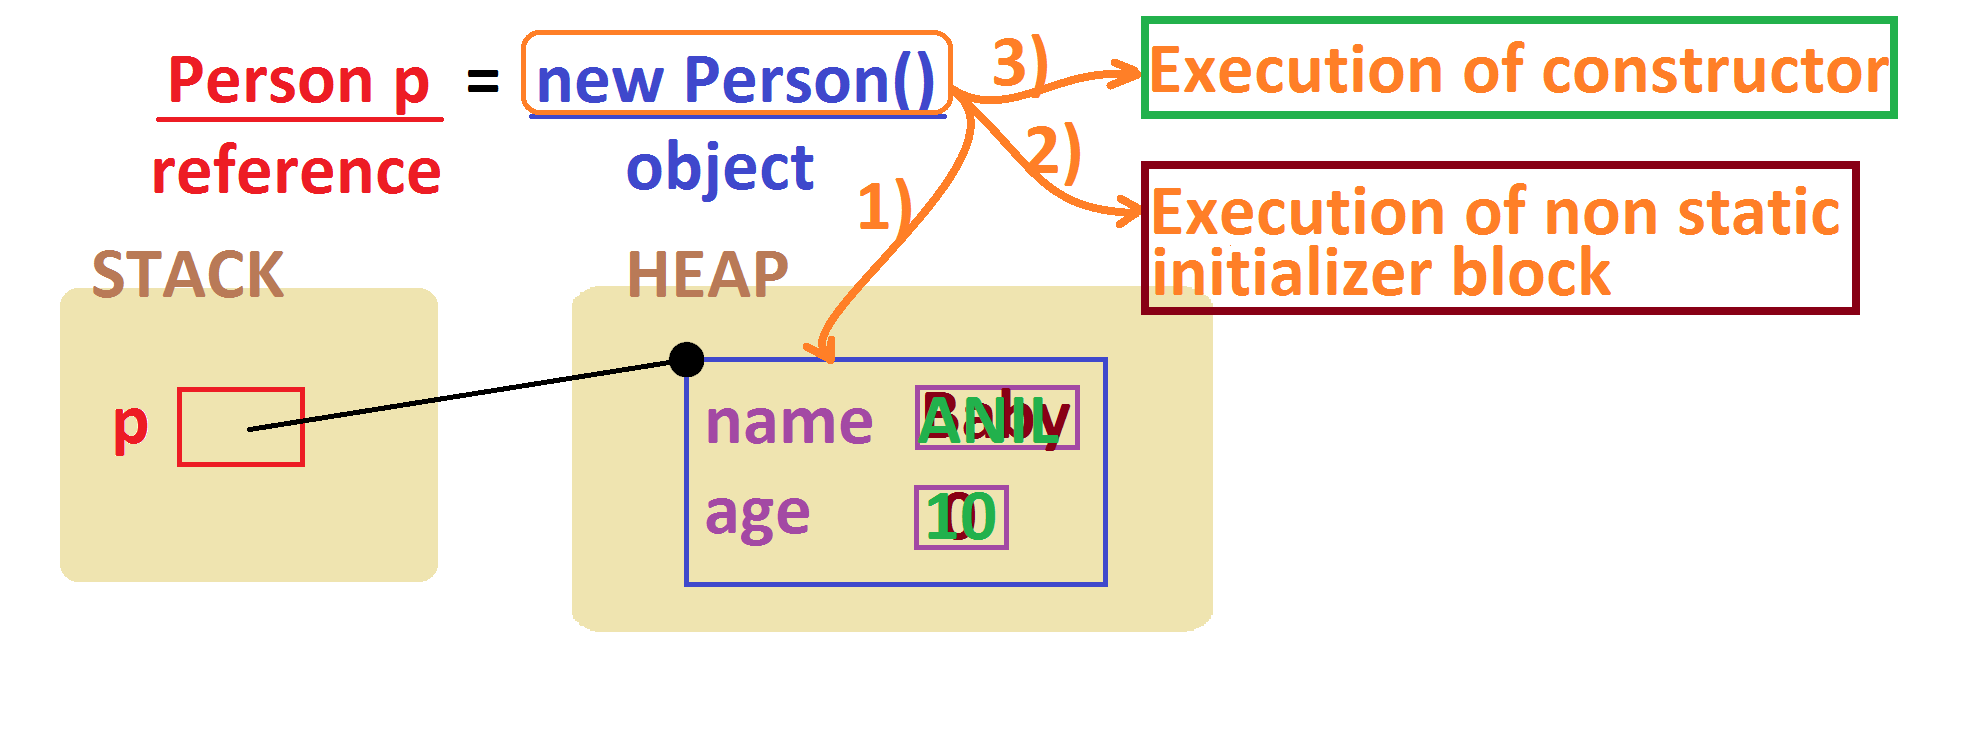 Person p = new Person()
reference
object
3)
Execution of constructor
2)
Execution of non static
initializer block
1)
STACK
HEAP
p
name Baby ANIL
age 0 10